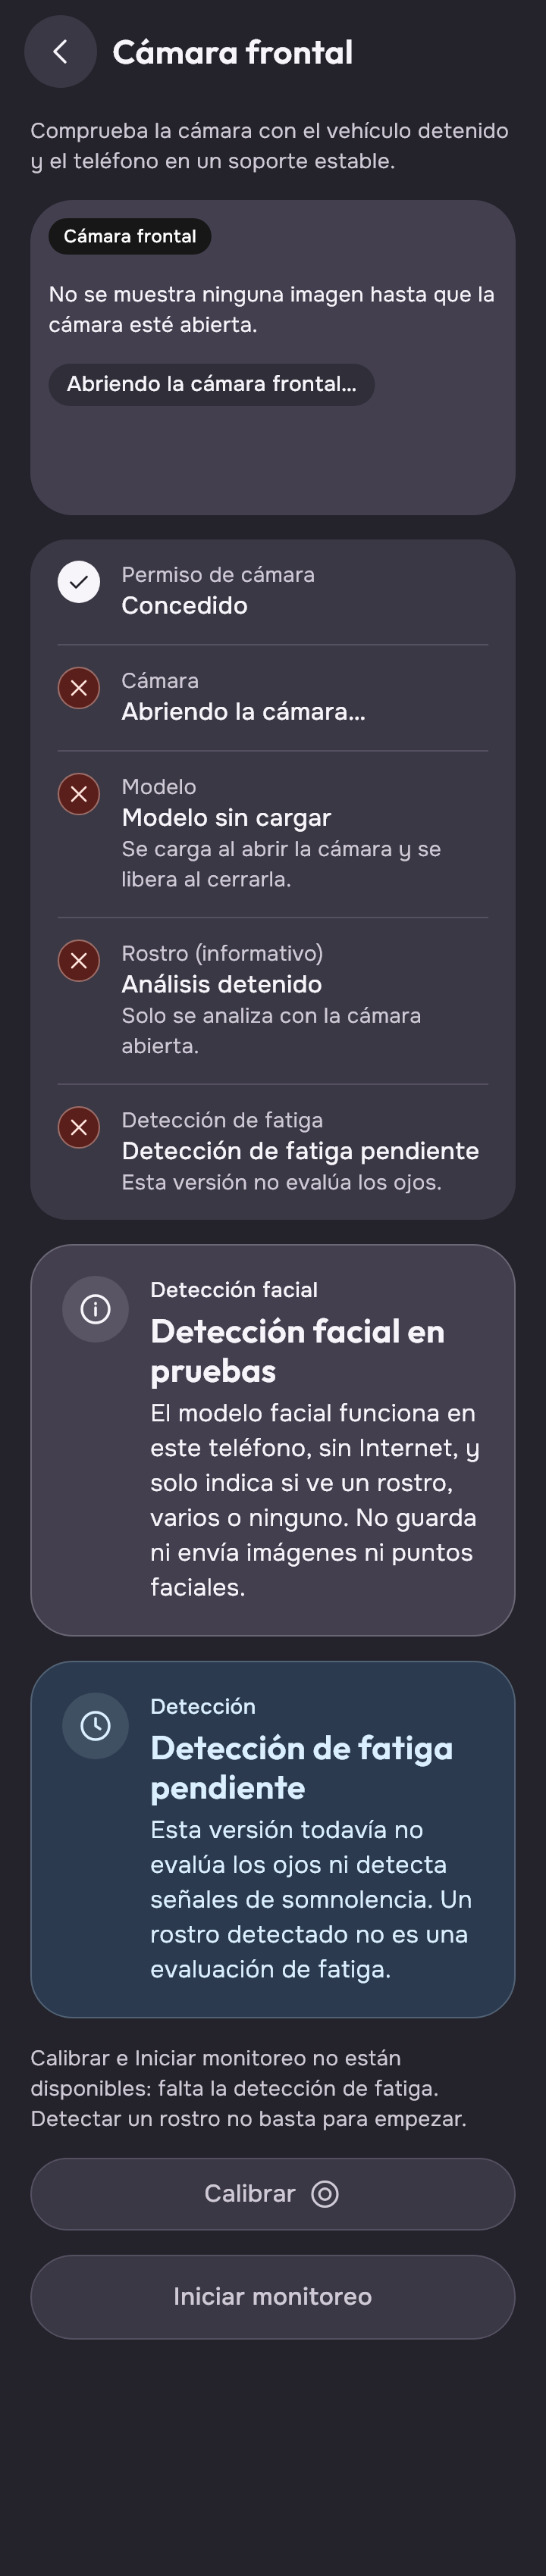 Cámara frontal
Comprueba la cámara con el vehículo detenido
y el teléfono en un soporte estable.
Cámara frontal
No se muestra ninguna imagen hasta que la
cámara esté abierta.
Abriendo la cámara frontal...
Permiso de cámara
Concedido
Cámara
Abriendo la cámara...
Modelo
Modelo sin cargar
Se carga al abrir la cámara y se
libera al cerrarla.
Rostro (informativo)
Análisis detenido
Solo se analiza con la cámara
abierta.
Detección de fatiga
Detección de fatiga pendiente
Esta versión no evalúa los ojos.
Detección facial
Detección facial en
pruebas
El modelo facial funciona en
este teléfono, sin Internet, y
solo indica si ve un rostro,
varios o ninguno. No guarda
ni envía imágenes ni puntos
faciales.
Detección
Detección de fatiga
pendiente
Esta versión todavía no
evalúa los ojos ni detecta
señales de somnolencia. Un
rostro detectado no es una
evaluación de fatiga.
Calibrar e Iniciar monitoreo no están
disponibles: falta la detección de fatiga.
Detectar un rostro no basta para empezar.
Calibrar
Iniciar monitoreo